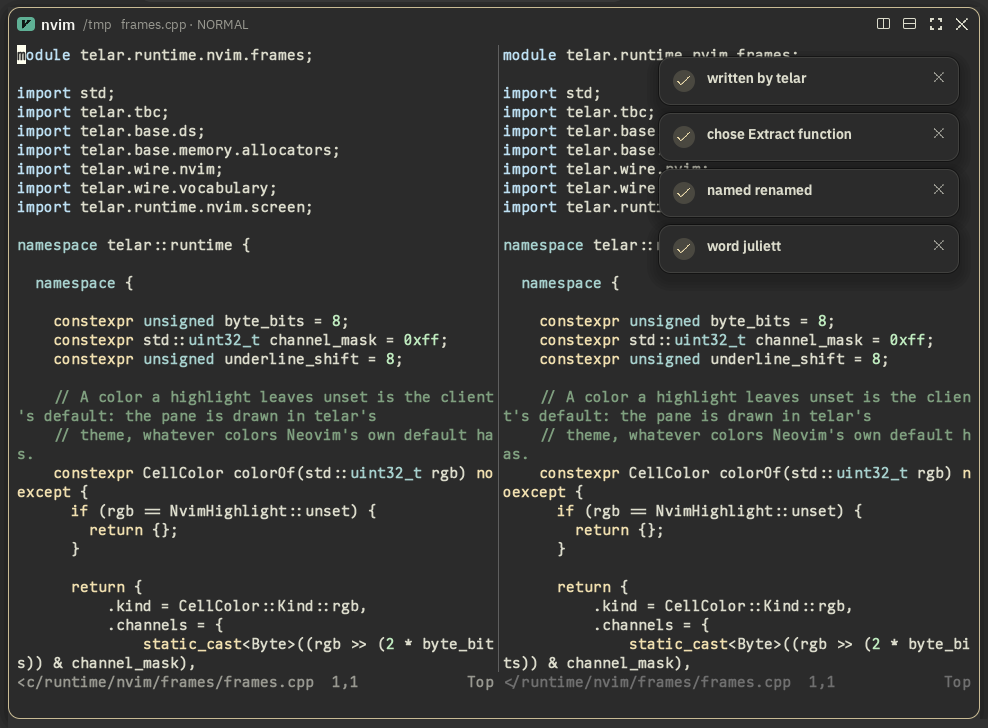 nvim /tmp frames.cpp · NORMAL
module telar.runtime.nvim.frames;
import std;
import telar.tbc;
import telar.base.ds;
import telar.base.memory.allocators;
import telar.wire.nvim;
import telar.wire.vocabulary;
import telar.runtime.nvim.screen;
namespace telar::runtime {
namespace {
constexpr unsigned byte_bits = 8;
constexpr std::uint32_t channel_mask = 0xff;
constexpr unsigned underline_shift = 8;
// A color a highlight leaves unset is the client
's default: the pane is drawn in telar's
// theme, whatever colors Neovim's own default ha
s.
constexpr CellColor colorOf(std::uint32_t rgb) no
except {
if (rgb == NvimHighlight::unset) {
return {};
}
return {
.kind = CellColor::Kind::rgb,
.channels = {
static_cast<Byte>((rgb >> (2 * byte_bit
s)) & channel_mask),
<c/runtime/nvim/frames/frames.cpp 1,1 Top
module telar.runtime.nvim.frames;
import std;
import telar.tbc;
import telar.base
import telar.base.
import telar.wire.nvim;
import telar.wire
import telar.runt
namespace telar::
namespace {
constexpr unsigned byte_bits = 8;
constexpr std::uint32_t channel_mask = 0xff;
constexpr unsigned underline_shift = 8;
// A color a highlight leaves unset is the clien
t's default: the pane is drawn in telar's
// theme, whatever colors Neovim's own default h
as.
constexpr CellColor colorOf(std::uint32_t rgb) n
oexcept {
if (rgb == NvimHighlight::unset) {
return {};
}
return {
.kind = CellColor::Kind::rgb,
.channels = {
static_cast<Byte>((rgb >> (2 * byte_bi
ts)) & channel_mask),
</runtime/nvim/frames/frames.cpp 1,1 Top
written by telar
chose Extract function
named renamed
word juliett